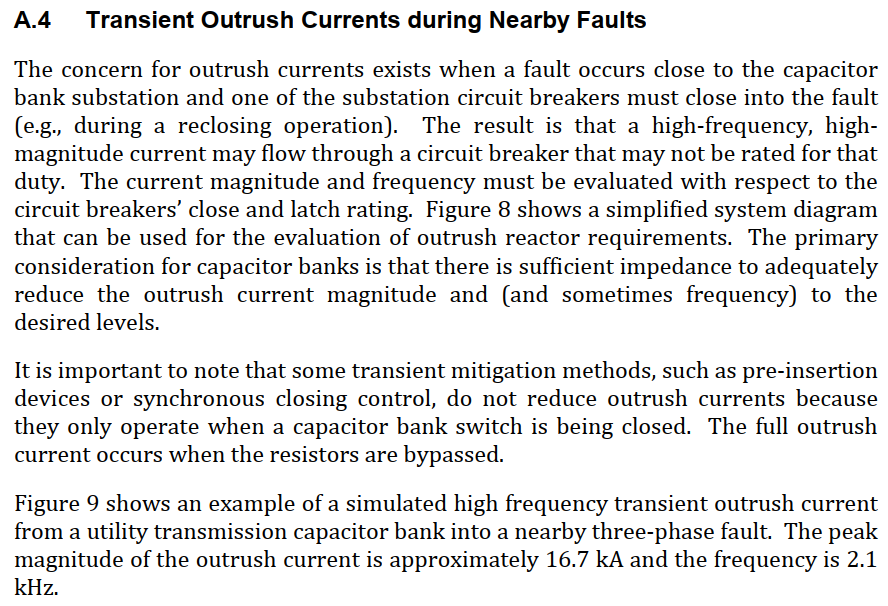 A.4 Transient Outrush Currents during Nearby Faults
The concern for outrush currents exists when a fault occurs close to the capacitor
bank substation and one of the substation circuit breakers must close into the fault
(e.g., during a reclosing operation). The result is that a high-frequency, high-
magnitude current may flow through a circuit breaker that may not be rated for that
duty. The current magnitude and frequency must be evaluated with respect to the
circuit breakers’ close and latch rating. Figure 8 shows a simplified system diagram
that can be used for the evaluation of outrush reactor requirements. The primary
consideration for capacitor banks is that there is sufficient impedance to adequately
reduce the outrush current magnitude and (and sometimes frequency) to the
desired levels.
It is important to note that some transient mitigation methods, such as pre-insertion
devices or synchronous closing control, do not reduce outrush currents because
they only operate when a capacitor bank switch is being closed. The full outrush
current occurs when the resistors are bypassed.
Figure 9 shows an example of a simulated high frequency transient outrush current
from a utility transmission capacitor bank into a nearby three-phase fault. The peak
magnitude of the outrush current is approximately 16.7 kA and the frequency is 2.1
kHz.